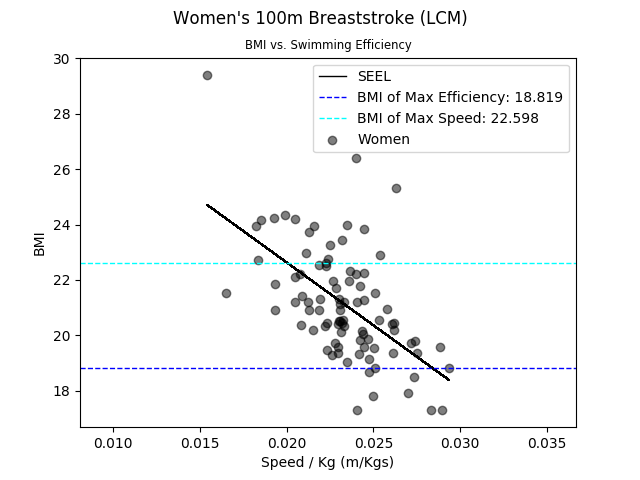 Women's 100m Breaststroke (LCM)
BMI vs. Swimming Efficiency
30
28
26
24
22
20
18
BMI
SEEL
BMI of Max Efficiency: 18.819
BMI of Max Speed: 22.598
Women
0.010 0.015 0.020 0.025 0.030 0.035
Speed / Kg (m/Kgs)